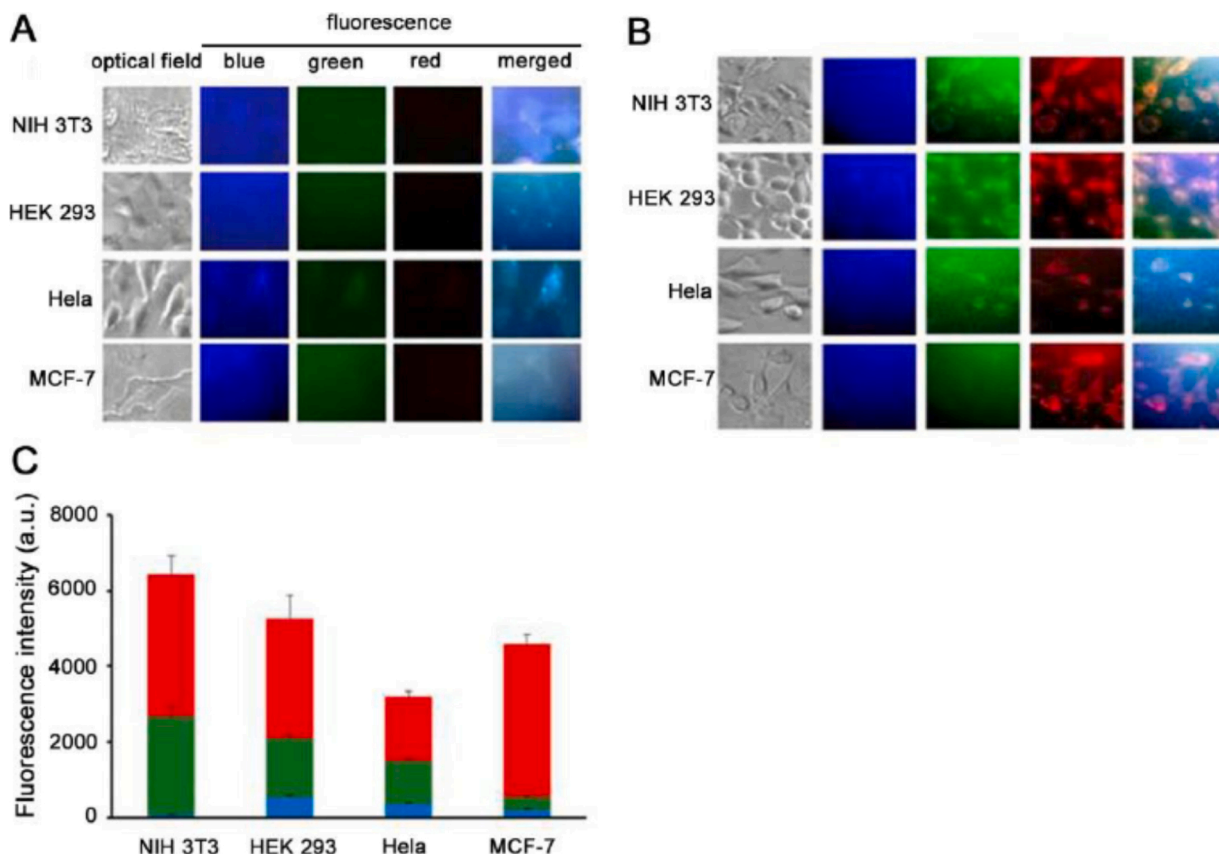 A
fluorescence
optical field blue green red merged
NIH 3T3
HEK 293
Hela
MCF-7
B
NIH 3T3
HEK 293
Hela
MCF-7
C
Fluorescence intensity (a.u.)
8000
6000
4000
2000
0
NIH 3T3 HEK 293 Hela MCF-7